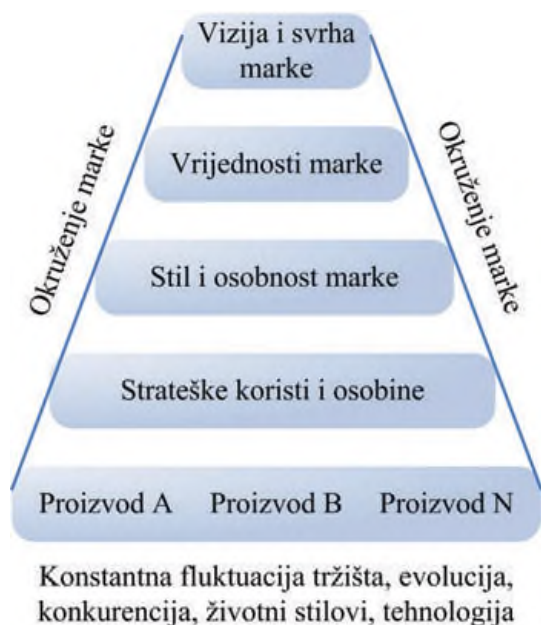 Vizija i svrha
marke
Okruženje marke
Okruženje marke
Vrijednosti marke
Stil i osobnost marke
Strateške koristi i osobine
Proizvod A Proizvod B Proizvod N
Konstantna fluktuacija tržišta, evolucija,
konkurencija, životni stilovi, tehnologija